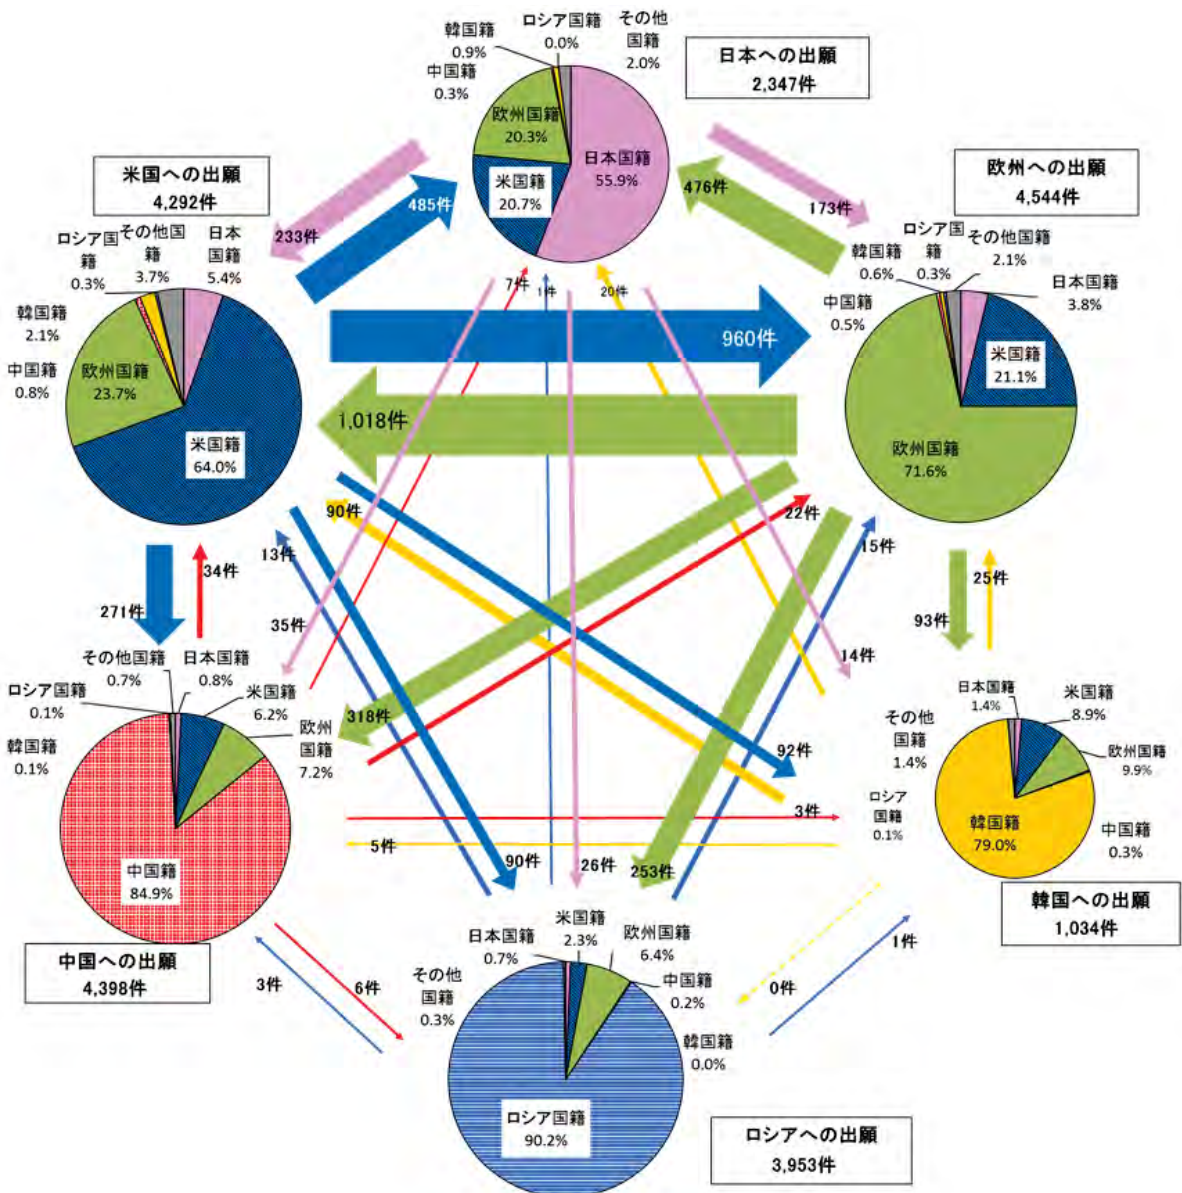 韓国籍
0.9%
ロシア国籍
0.0%
その他
国籍
2.0%
中国籍
0.3%
欧州国籍
20.3%
米国籍
20.7%
日本国籍
55.9%
日本への出願
2,347件
米国への出願
4,292件
欧州への出願
4,544件
233件
485件
476件
173件
ロシア国
籍
0.3%
その他国
籍
3.7%
日本
国籍
5.4%
韓国籍
2.1%
中国籍
0.8%
欧州国籍
23.7%
米国籍
64.0%
7件
1件
20件
960件
1,018件
韓国籍
0.6%
ロシア国
籍
0.3%
その他国籍
2.1%
日本国籍
3.8%
中国籍
0.5%
米国籍
21.1%
欧州国籍
71.6%
90件
13件
22件
15件
271件
34件
35件
93件
25件
14件
318件
92件
その他国籍
0.7%
日本国籍
0.8%
ロシア国籍
0.1%
米国籍
6.2%
韓国籍
0.1%
欧州
国籍
7.2%
中国籍
84.9%
中国への出願
4,398件
3件
5件
90件
26件
253件
日本国籍
1.4%
米国籍
8.9%
その他
国籍
1.4%
欧州国籍
9.9%
ロシア
国籍
0.1%
韓国籍
79.0%
中国籍
0.3%
韓国への出願
1,034件
3件
6件
0件
1件
日本国籍
0.7%
米国籍
2.3%
欧州国籍
6.4%
その他
国籍
0.3%
中国籍
0.2%
韓国籍
0.0%
ロシア国籍
90.2%
ロシアへの出願
3,953件